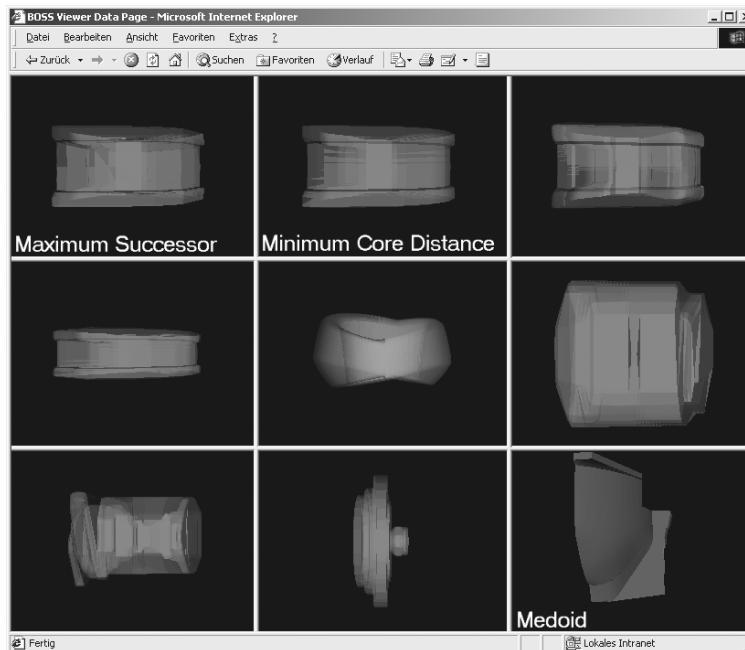 BOSS Viewer Data Page - Microsoft Internet Explorer
Datei Bearbeiten Ansicht Favoriten Extras ?
Zurück Suchen Favoriten Verlauf
Maximum Successor Minimum Core Distance
Medoid
Fertig Lokales Intranet